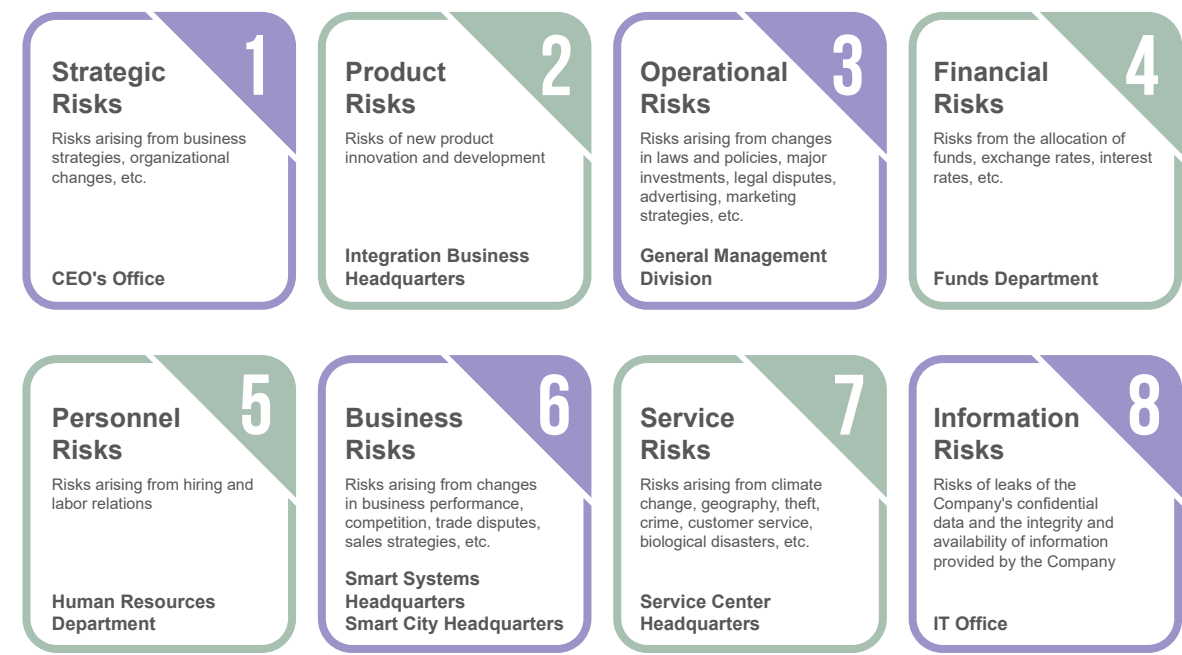 1
Strategic
Risks
Risks arising from business
strategies, organizational
changes, etc.
CEO's Office
2
Product
Risks
Risks of new product
innovation and development
Integration Business
Headquarters
3
Operational
Risks
Risks arising from changes
in laws and policies, major
investments, legal disputes,
advertising, marketing
strategies, etc.
General Management
Division
4
Financial
Risks
Risks from the allocation of
funds, exchange rates, interest
rates, etc.
Funds Department
5
Personnel
Risks
Risks arising from hiring and
labor relations
Human Resources
Department
6
Business
Risks
Risks arising from changes
in business performance,
competition, trade disputes,
sales strategies, etc.
Smart Systems
Headquarters
Smart City Headquarters
7
Service
Risks
Risks arising from climate
change, geography, theft,
crime, customer service,
biological disasters, etc.
Service Center
Headquarters
8
Information
Risks
Risks of leaks of the
Company's confidential
data and the integrity and
availability of information
provided by the Company
IT Office